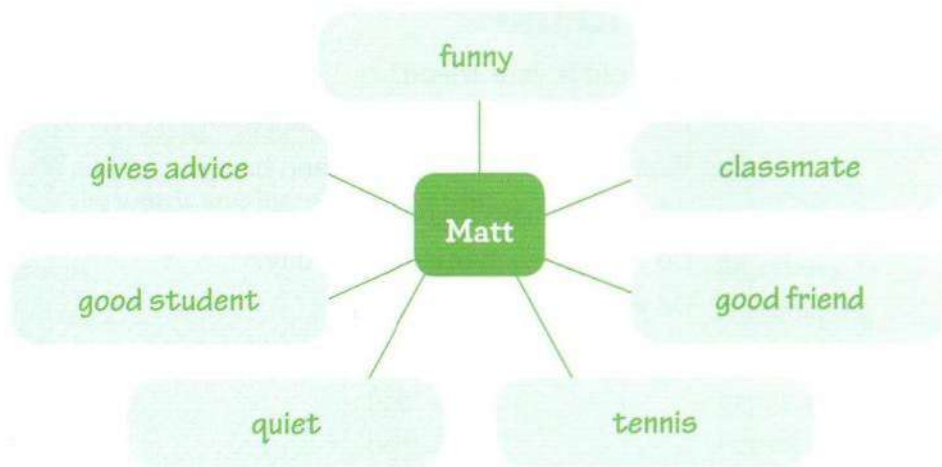 funny
gives advice
classmate
Matt
good student
good friend
quiet
tennis